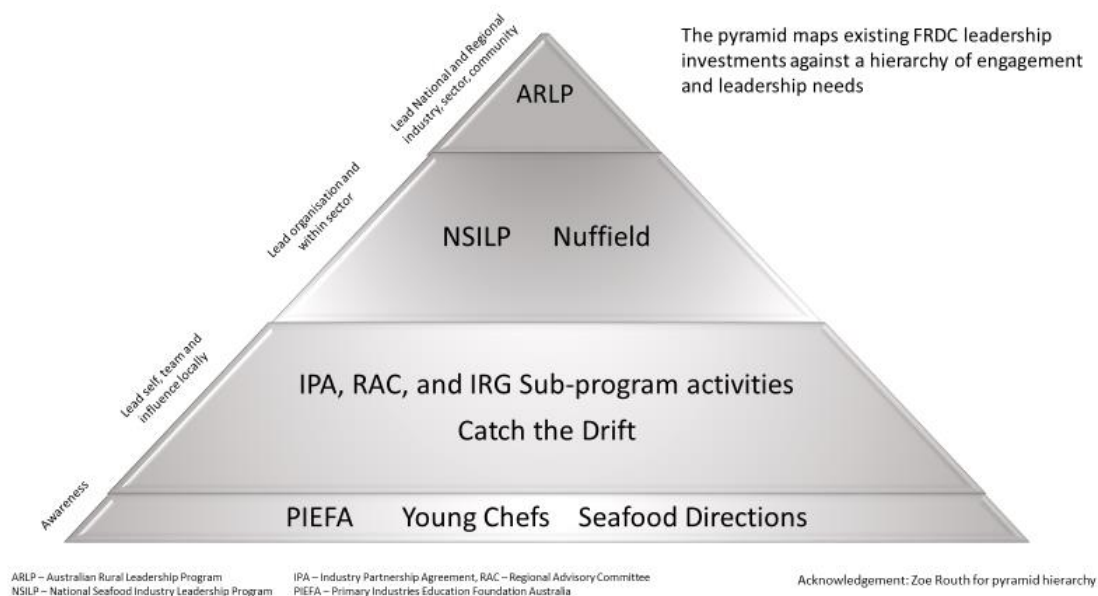 The pyramid maps existing FRDC leadership
investments against a hierarchy of engagement
and leadership needs
Lead National and Regional
industry, sector, community
ARLP
Lead organisation and
within sector
NSILP Nuffield
Lead self, team and
influence locally
IPA, RAC, and IRG Sub-program activities
Catch the Drift
Awareness
PIEFA Young Chefs Seafood Directions
ARLP – Australian Rural Leadership Program
NSILP – National Seafood Industry Leadership Program
IPA – Industry Partnership Agreement, RAC – Regional Advisory Committee
PIEFA – Primary Industries Education Foundation Australia
Acknowledgement: Zoe Routh for pyramid hierarchy